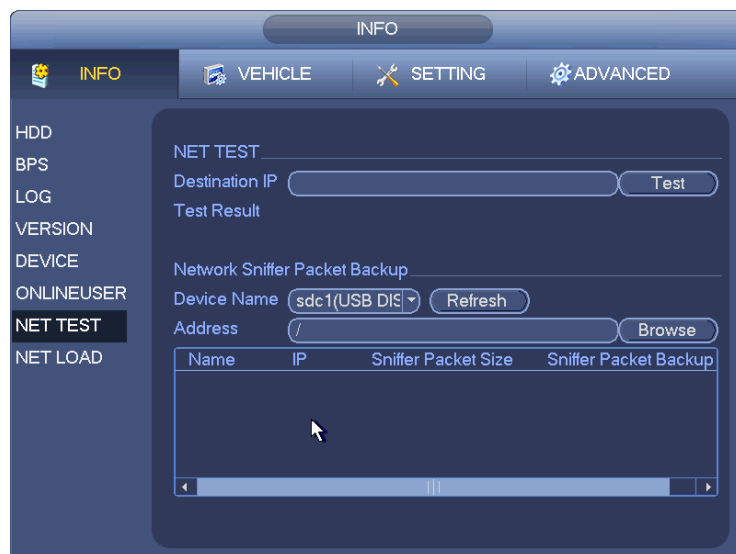 INFO
INFO VEHICLE SETTING ADVANCED
HDD
BPS
LOG
VERSION
DEVICE
ONLINEUSER
NET TEST
NET LOAD
NET TEST
Destination IP Test
Test Result
Network Sniffer Packet Backup
Device Name sdc1(USB DIS Refresh
Address / Browse
Name IP Sniffer Packet Size Sniffer Packet Backup